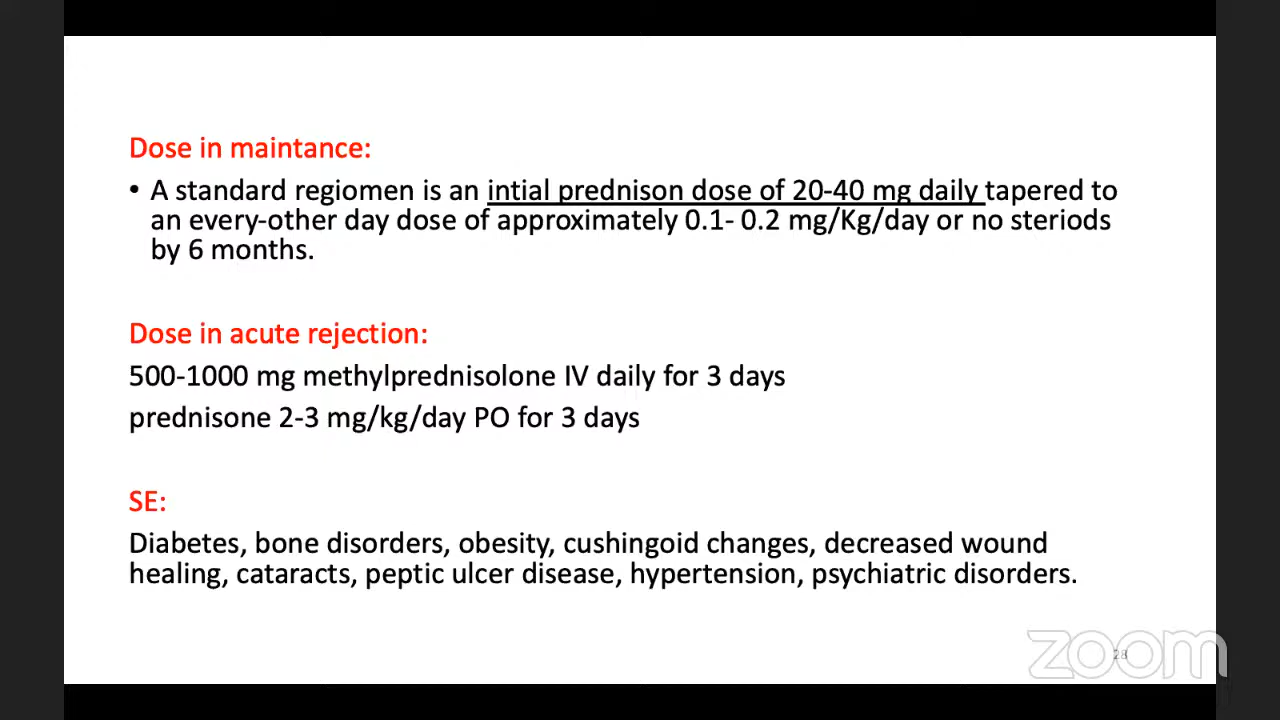 Dose in maintance:
• A standard regiomen is an intial prednison dose of 20-40 mg daily tapered to
an every-other day dose of approximately 0.1- 0.2 mg/Kg/day or no steriods
by 6 months.
Dose in acute rejection:
500-1000 mg methylprednisolone IV daily for 3 days
prednisone 2-3 mg/kg/day PO for 3 days
SE:
Diabetes, bone disorders, obesity, cushingoid changes, decreased wound
healing, cataracts, peptic ulcer disease, hypertension, psychiatric disorders.
28
zoom